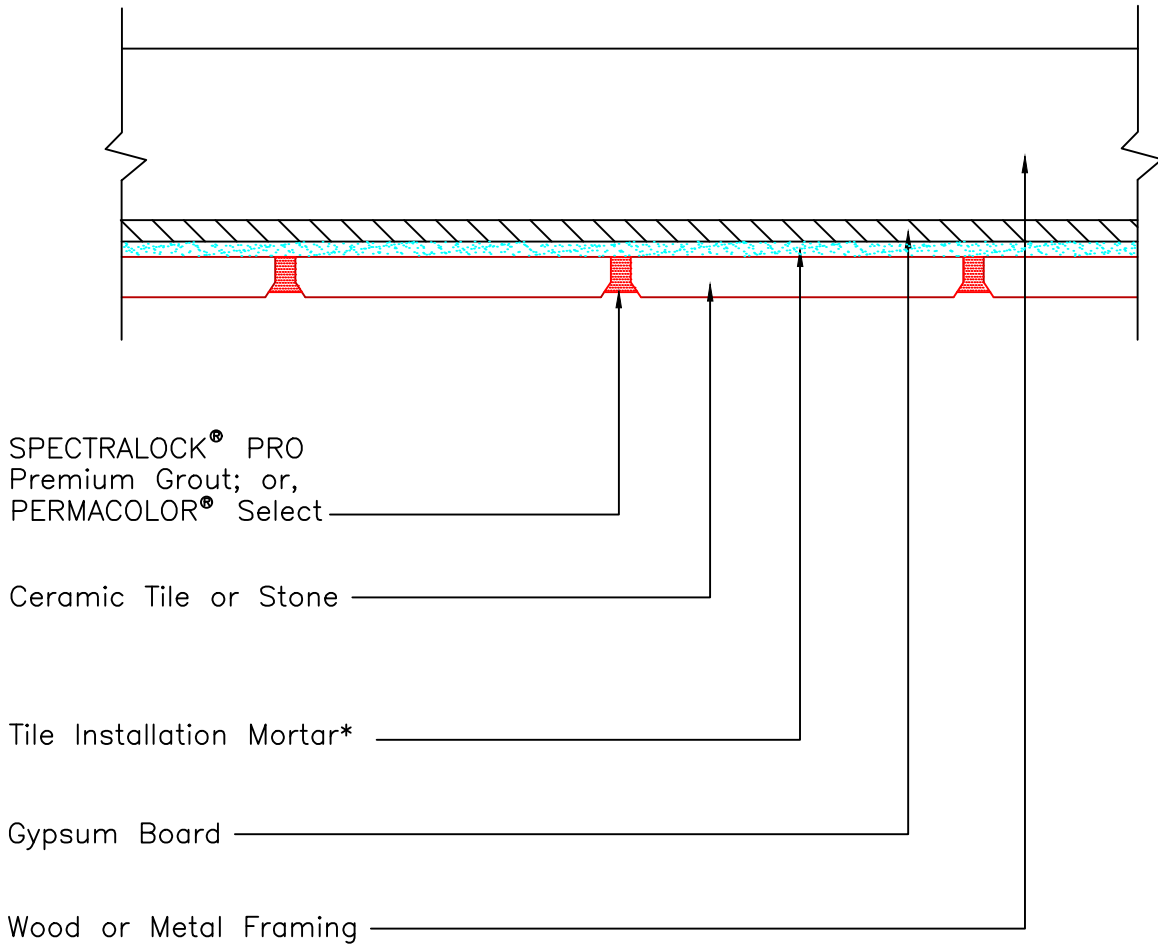 SPECTRALOCK® PRO
Premium Grout; or,
PERMACOLOR® Select
Ceramic Tile or Stone
Tile Installation Mortar*
Gypsum Board
Wood or Metal Framing